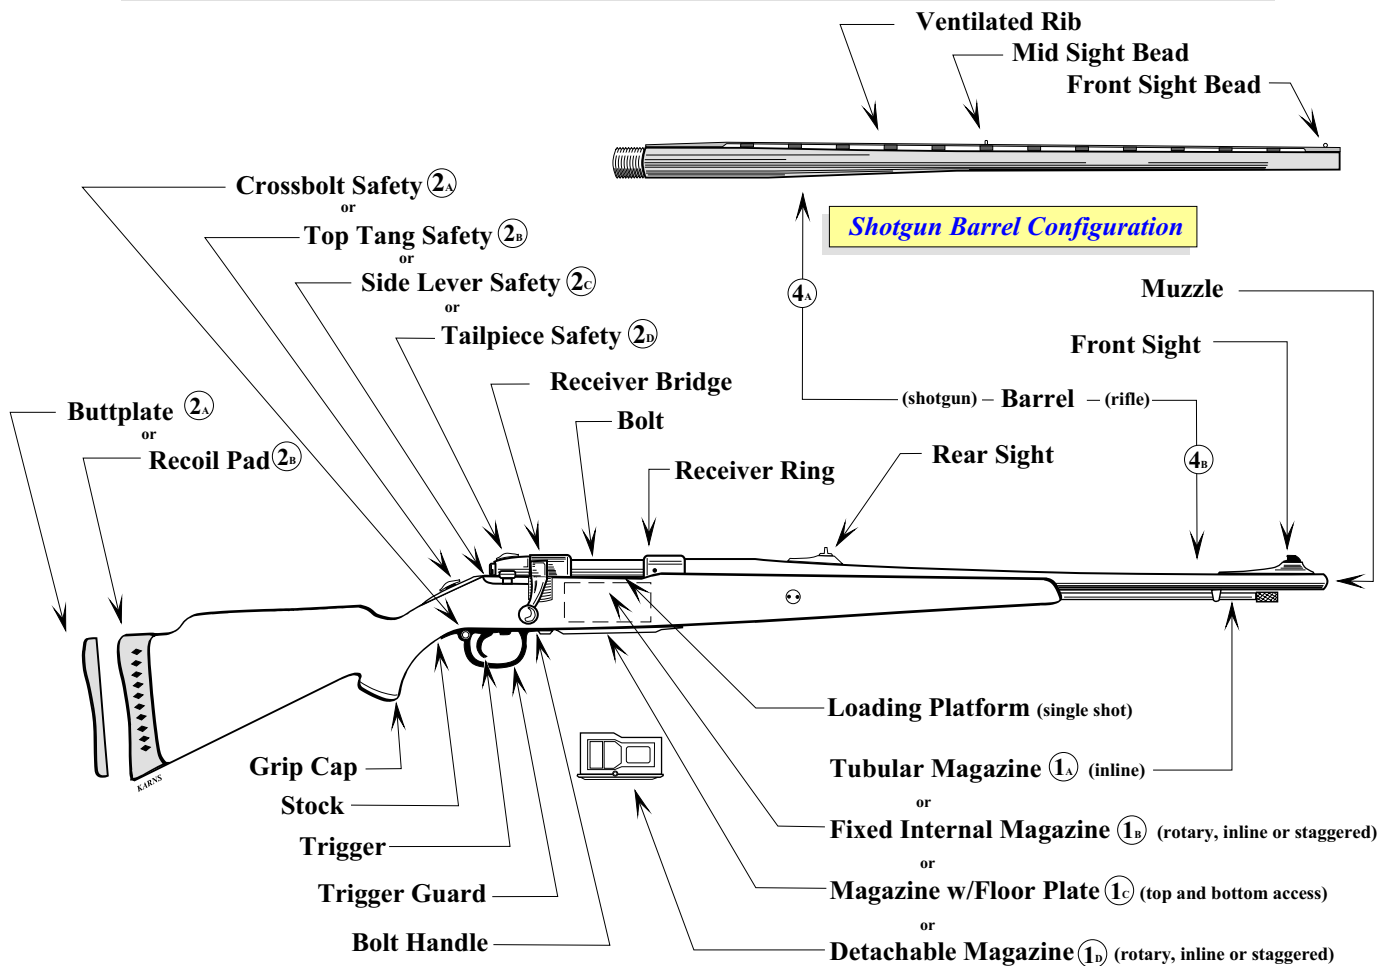 Ventilated Rib
Mid Sight Bead
Front Sight Bead
Crossbolt Safety 2A
or
Top Tang Safety 2B
or
Side Lever Safety 2C
or
Tailpiece Safety 2D
Shotgun Barrel Configuration
4A
Muzzle
Front Sight
Receiver Bridge
(shotgun) – Barrel – (rifle)
Buttplate 2A
or
Recoil Pad 2B
Bolt
Receiver Ring
Rear Sight
4B
Loading Platform (single shot)
Tubular Magazine 1A (inline)
or
Fixed Internal Magazine 1B (rotary, inline or staggered)
or
Magazine w/Floor Plate 1C (top and bottom access)
or
Detachable Magazine 1D (rotary, inline or staggered)
KARNS
Grip Cap
Stock
Trigger
Trigger Guard
Bolt Handle